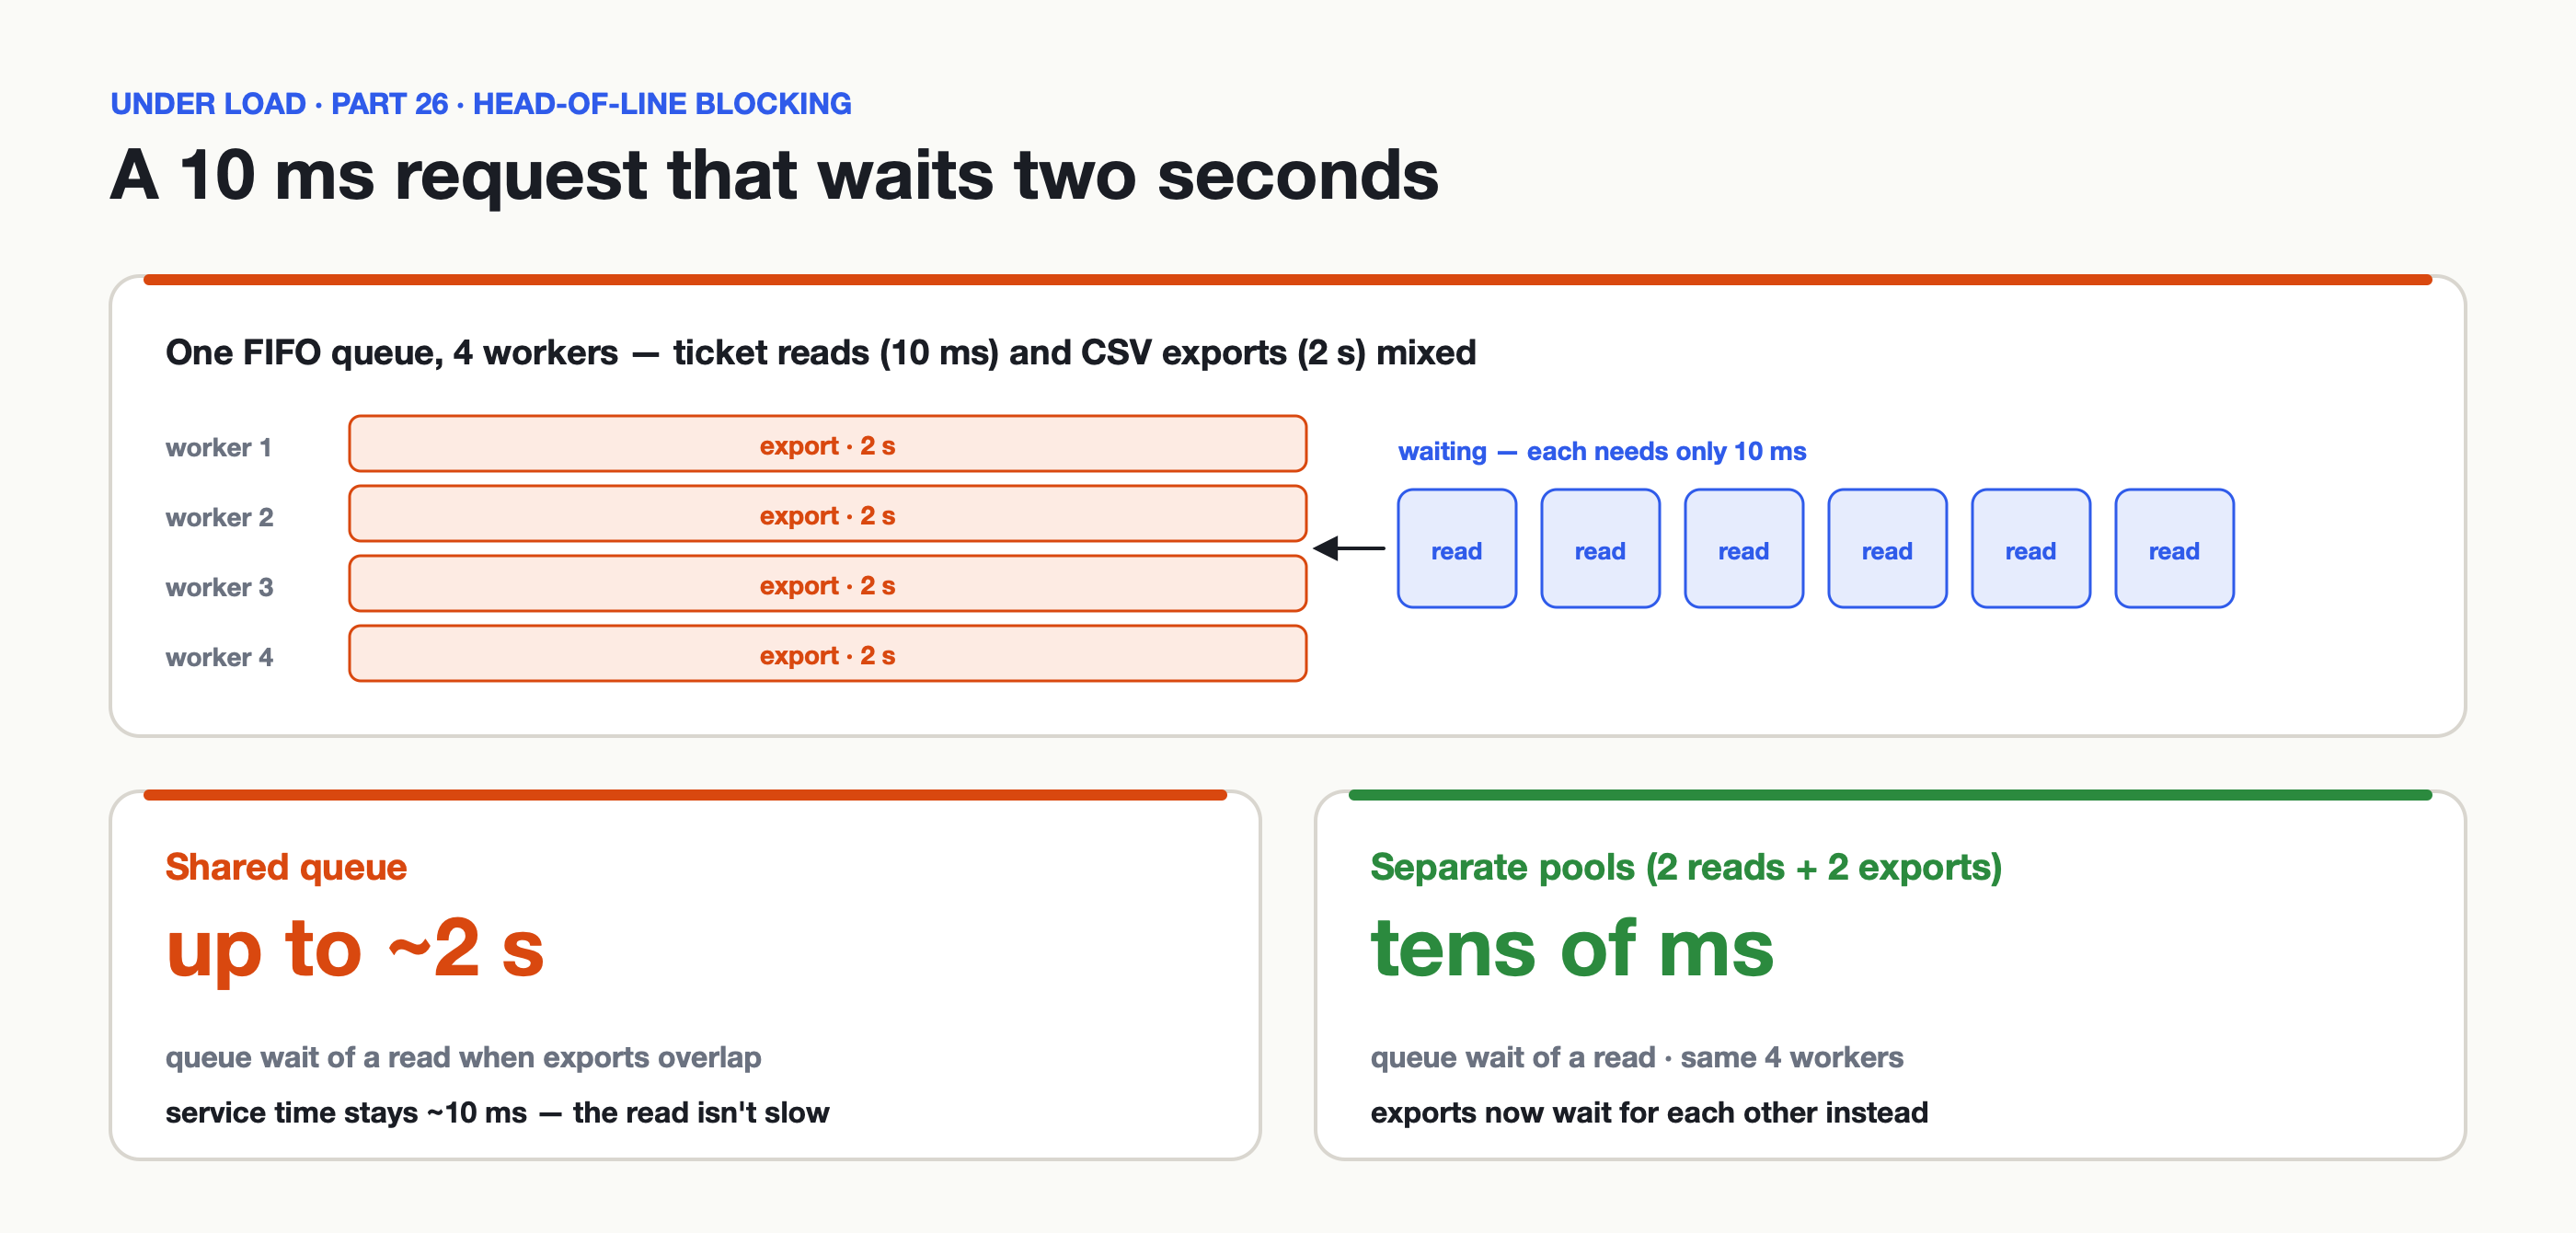 UNDER LOAD · PART 26 · HEAD-OF-LINE BLOCKING
A 10 ms request that waits two seconds
One FIFO queue, 4 workers — ticket reads (10 ms) and CSV exports (2 s) mixed
worker 1
export · 2 s
worker 2
export · 2 s
worker 3
export · 2 s
worker 4
export · 2 s
waiting — each needs only 10 ms
read
read
read
read
read
read
Shared queue
up to ~2 s
queue wait of a read when exports overlap
service time stays ~10 ms — the read isn't slow
Separate pools (2 reads + 2 exports)
tens of ms
queue wait of a read · same 4 workers
exports now wait for each other instead